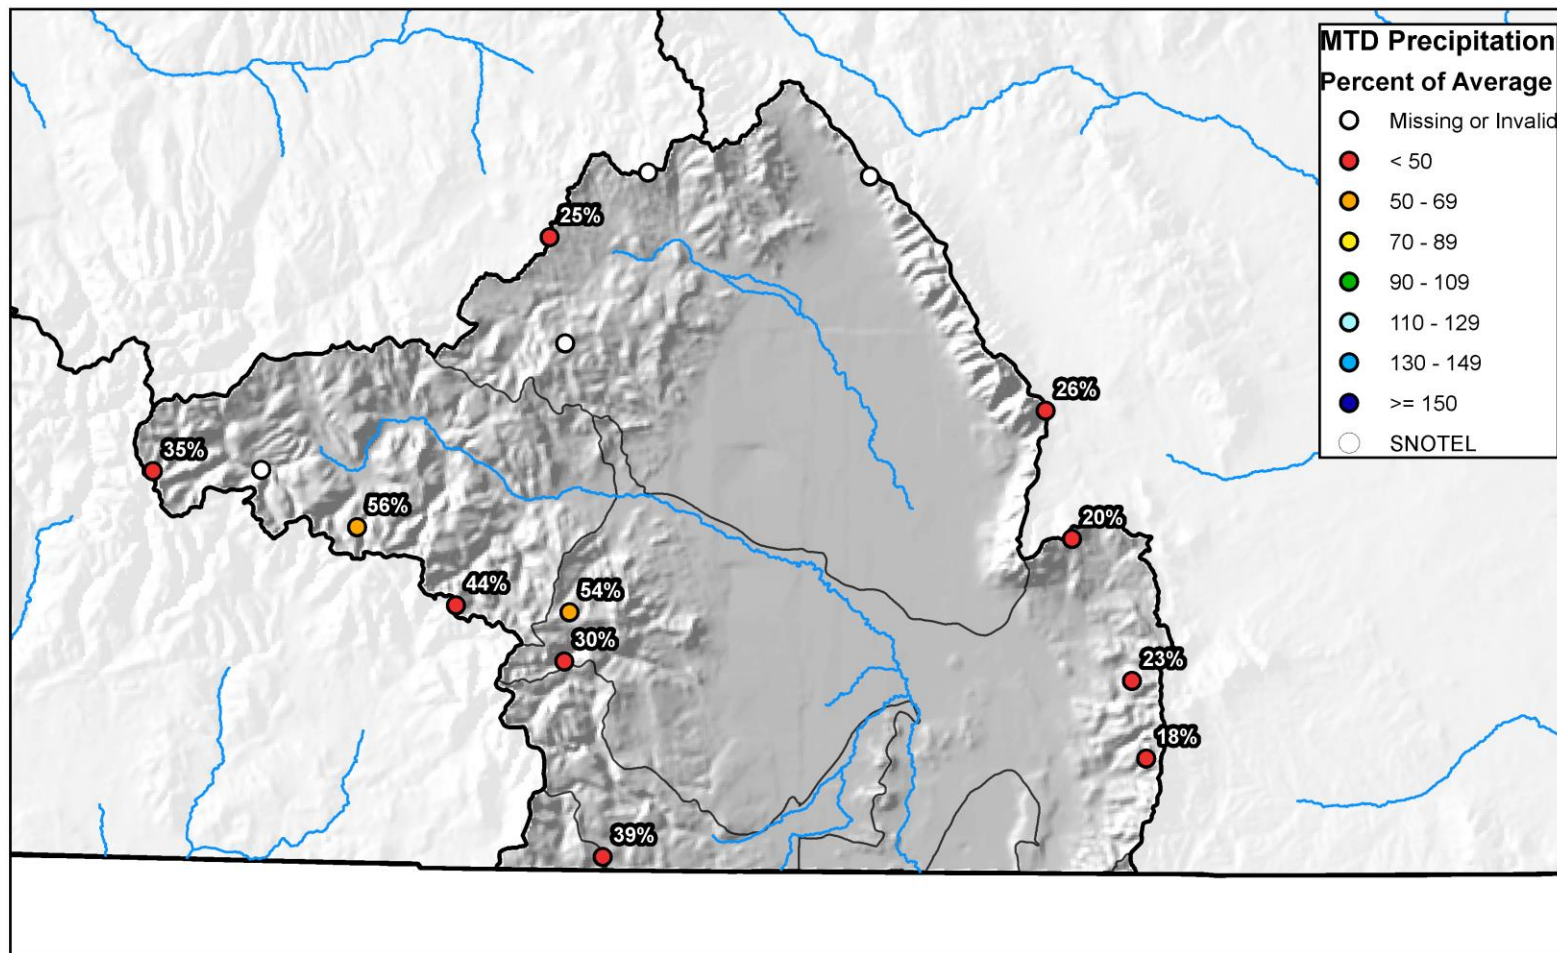 MTD Precipitation
Percent of Average
Missing or Invalid
< 50
50 - 69
70 - 89
90 - 109
110 - 129
130 - 149
>= 150
SNOTEL
25%
26%
35%
56%
20%
44%
54%
30%
23%
18%
39%